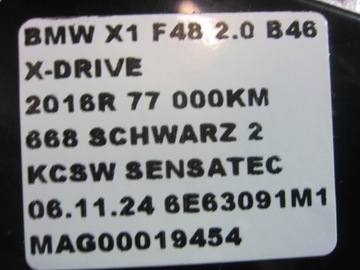 BMW X1 F48 2.0 B46
X-DRIVE
2016R 77 000KM
668 SCHWARZ 2
KCSW SENSATEC
06.11.24 6E63091M1
MAG00019454